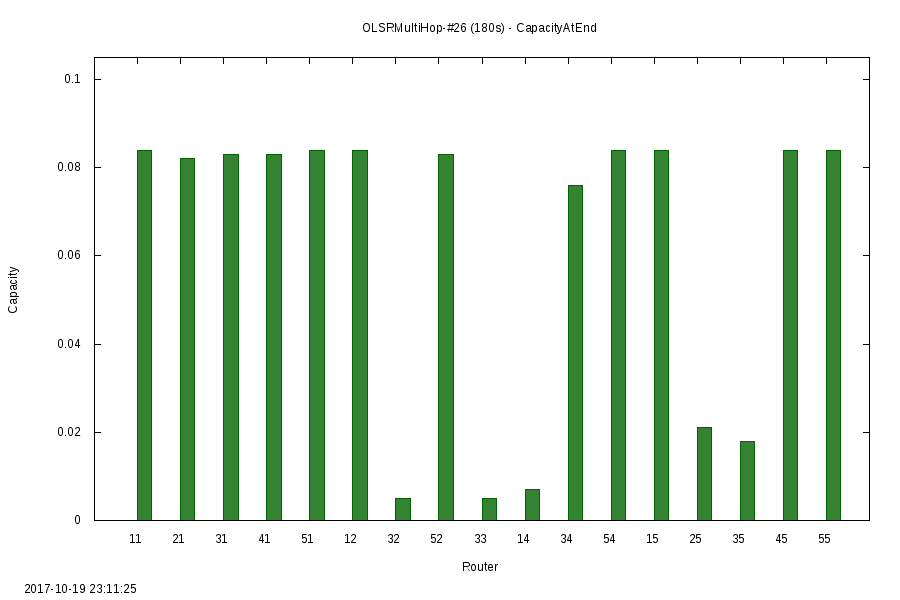 OLSRMultiHop-#26 (180s) - CapacityAtEnd
0.1
0.08
0.06
0.04
0.02
0
Capacity
11 21 31 41 51 12 32 52 33 14 34 54 15 25 35 45 55
Router
2017-10-19 23:11:25